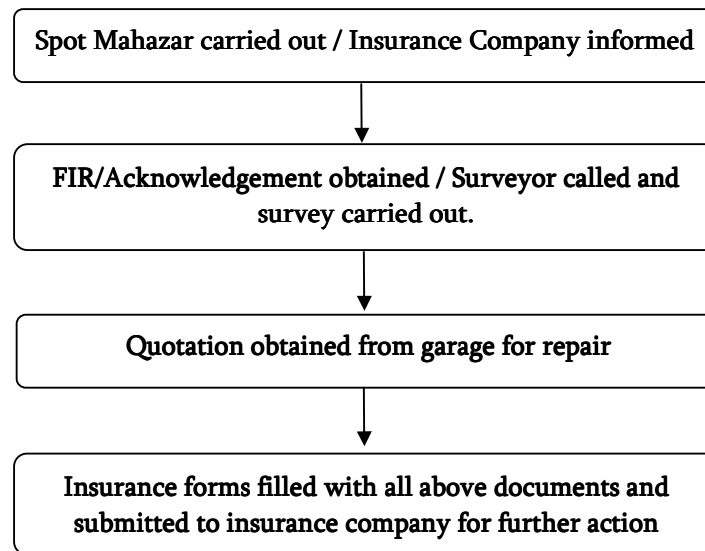 Spot Mahazar carried out / Insurance Company informed
FIR/Acknowledgement obtained / Surveyor called and
survey carried out.
Quotation obtained from garage for repair
Insurance forms filled with all above documents and
submitted to insurance company for further action